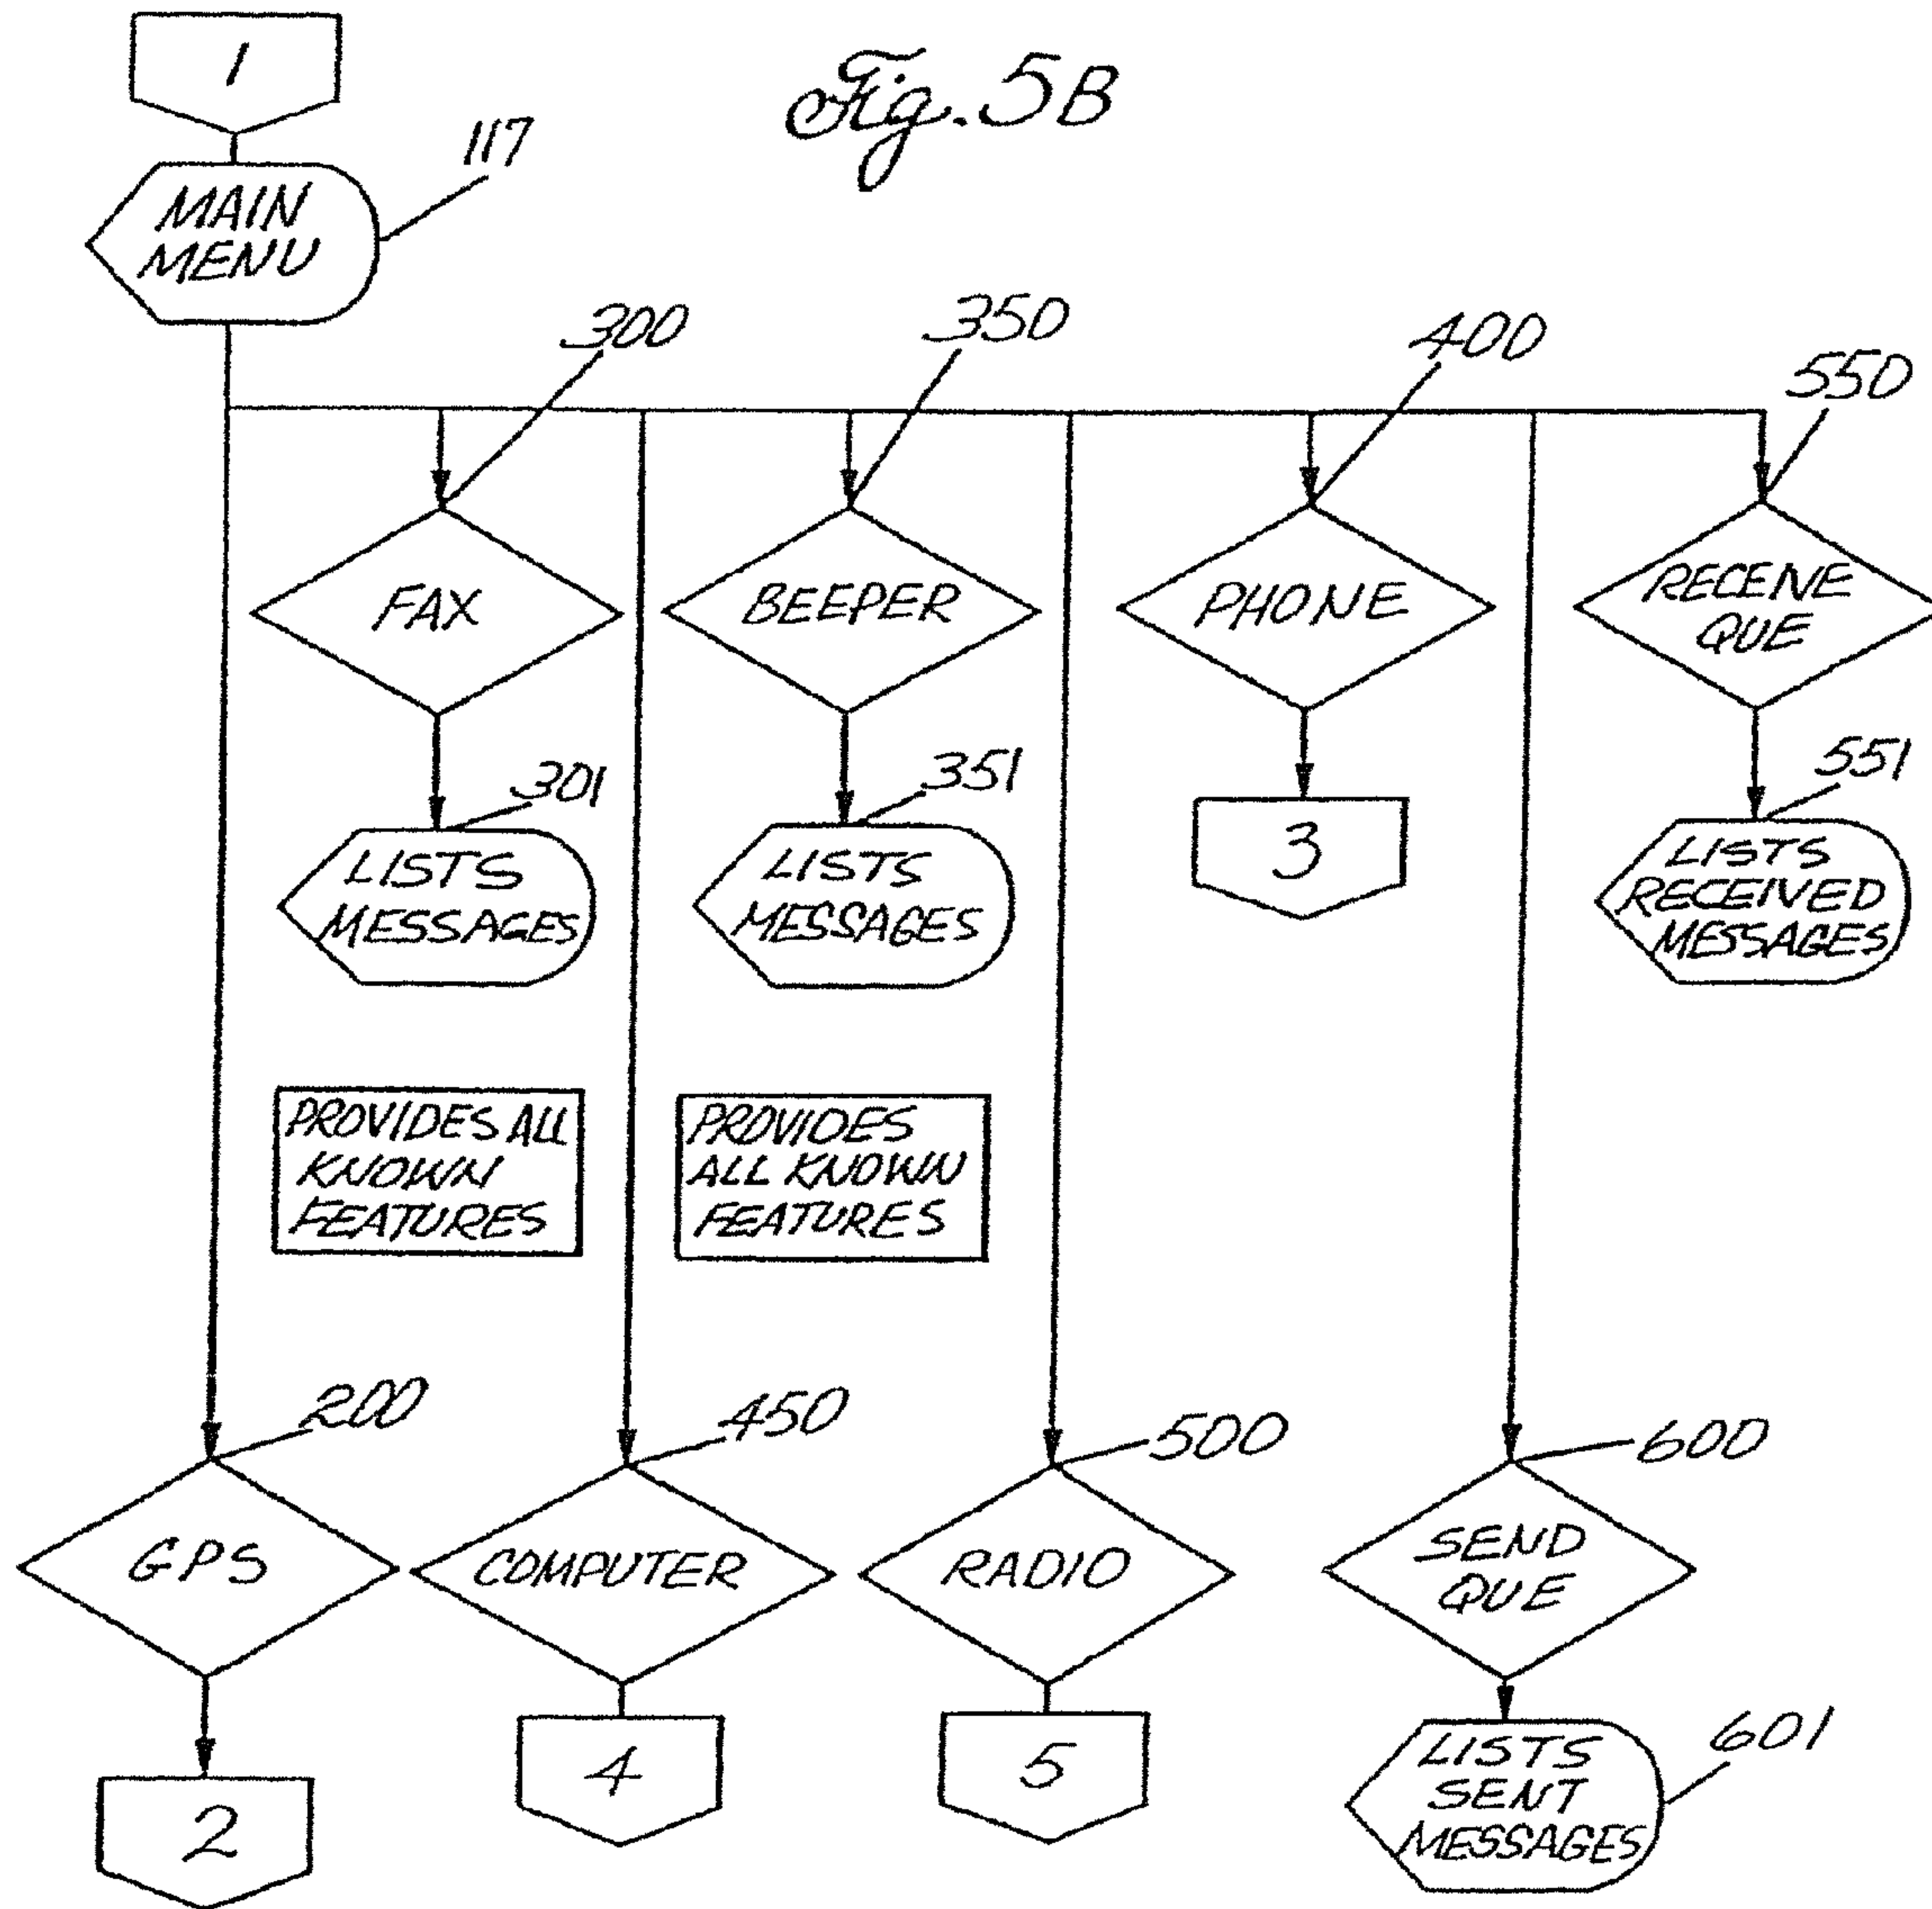 Fig. 5B
1
117
MAIN
MENU
300
350
400
550
FAX
BEEPER
PHONE
RECEIVE
QUE
301
351
551
LISTS
MESSAGES
LISTS
MESSAGES
3
LISTS
RECEIVED
MESSAGES
PROVIDES ALL
KNOWN
FEATURES
PROVIDES
ALL KNOWN
FEATURES
200
450
500
600
GPS
COMPUTER
RADIO
SEND
QUE
2
4
5
601
LISTS
SENT
MESSAGES